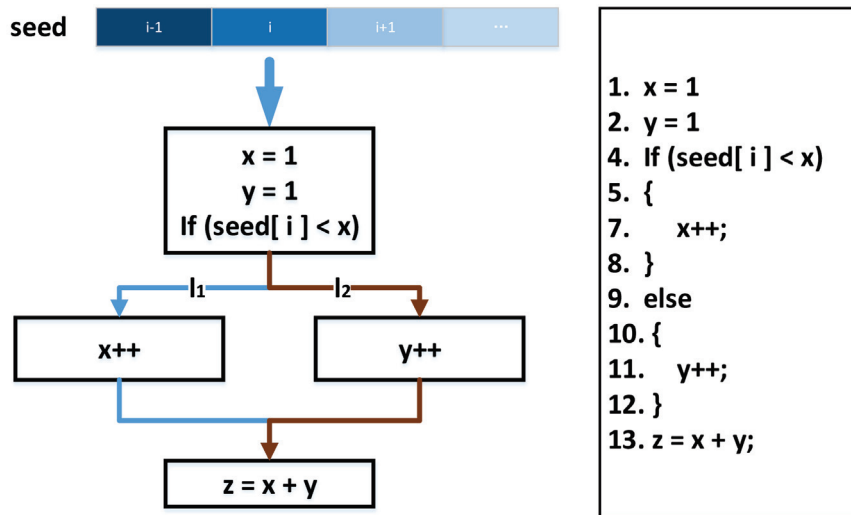 seed
i-1 i i+1 ...
x = 1
y = 1
If (seed[ i ] < x)
l₁ l₂
x++ y++
z = x + y
1. x = 1
2. y = 1
4. If (seed[ i ] < x)
5. {
7. x++;
8. }
9. else
10. {
11. y++;
12. }
13. z = x + y;